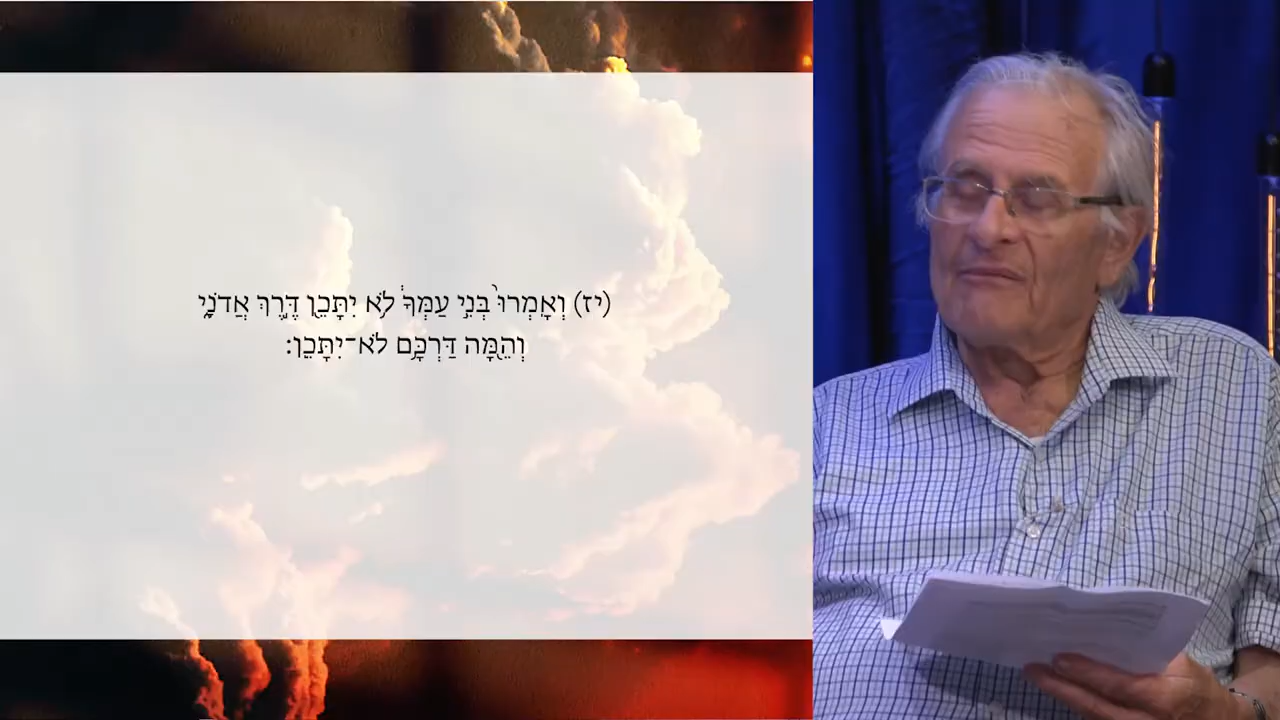 (יז) וְאָֽמְרוּ֙ בְּנֵ֣י עַמְּךָ֔ לֹ֥א יִתָּכֵ֖ן דֶּ֣רֶךְ אֲדֹנָ֑י
וְהֵ֖מָּה דַּרְכָּ֥ם לֹא־יִתָּכֵֽן׃